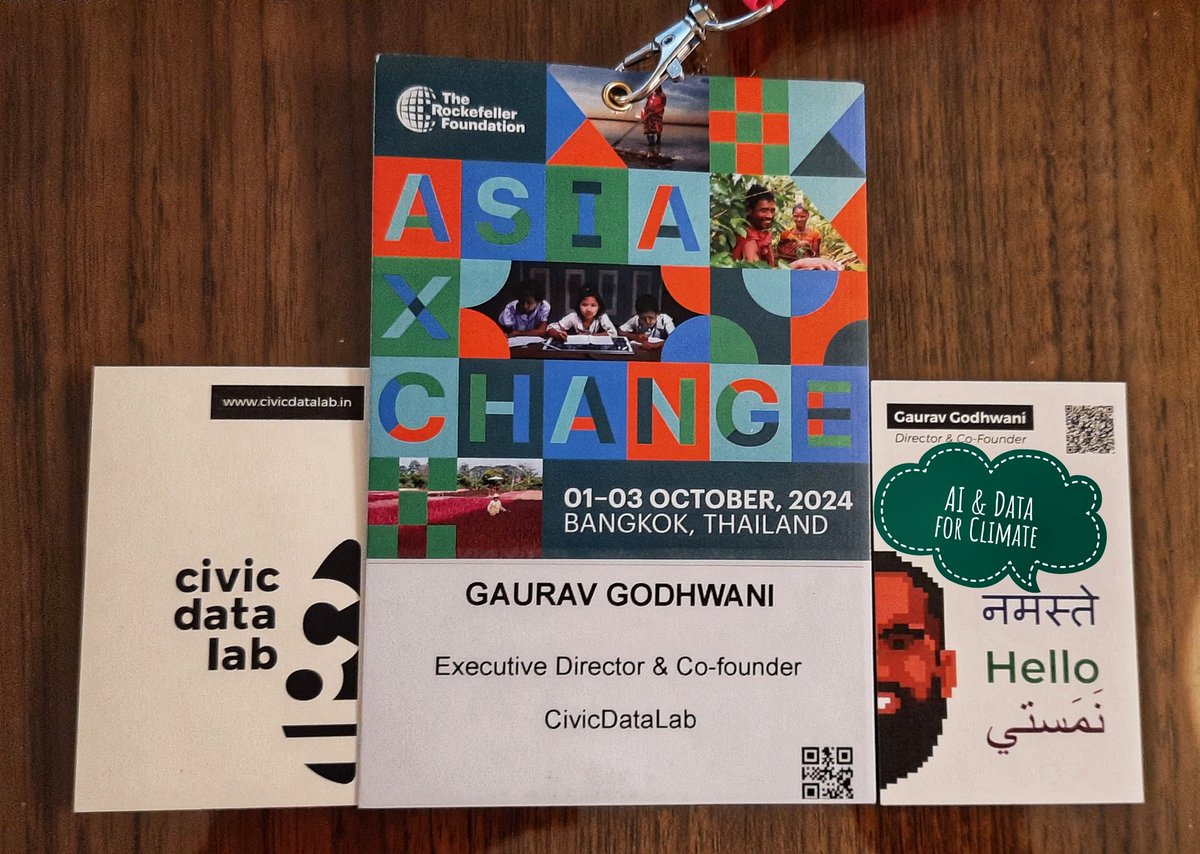 The
Rockefeller
Foundation
ASIA
X
CHANGE
01–03 OCTOBER, 2024
BANGKOK, THAILAND
GAURAV GODHWANI
Executive Director & Co-founder
CivicDataLab
www.civicdatalab.in
civic
data
lab
Gaurav Godhwani
Director & Co-Founder
AI & DATA
FOR CLIMATE
नमस्ते
Hello
نَمَستي